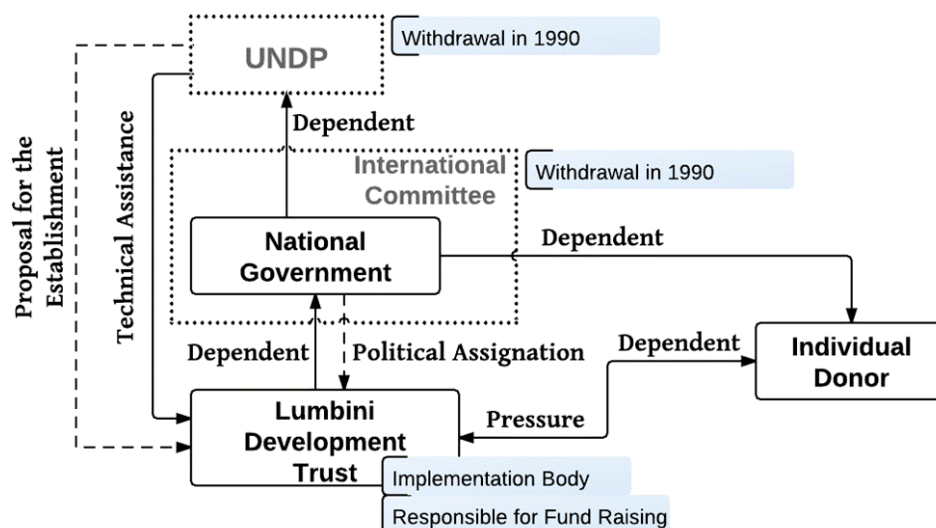 Withdrawal in 1990
UNDP
Dependent
International
Committee
Withdrawal in 1990
Proposal for the
Establishment
Technical Assistance
National
Government
Dependent
Dependent
Political Assignation
Dependent
Individual
Donor
Lumbini
Development
Trust
Pressure
Implementation Body
Responsible for Fund Raising